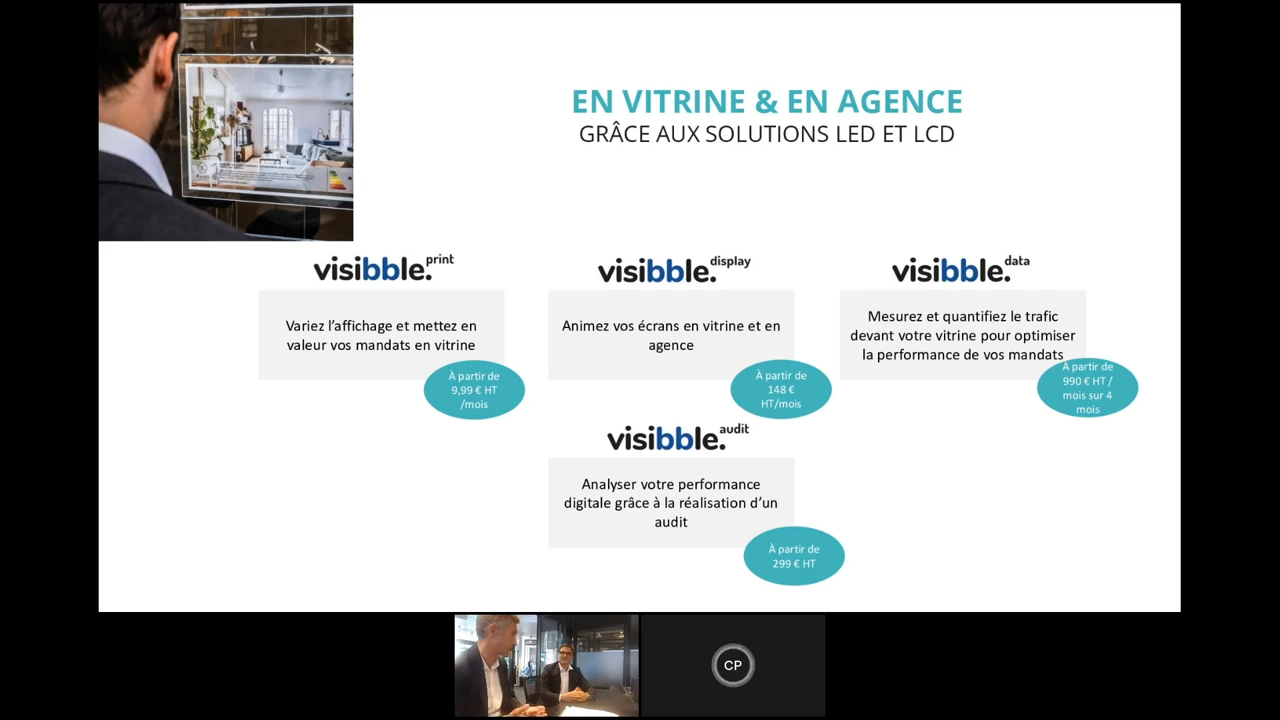 EN VITRINE & EN AGENCE
GRÂCE AUX SOLUTIONS LED ET LCD
visibble.print
Variez l'affichage et mettez en
valeur vos mandats en vitrine
À partir de
9,99 € HT
/mois
visibble.display
Animez vos écrans en vitrine et en
agence
À partir de
148 €
HT/mois
visibble.data
Mesurez et quantifiez le trafic
devant votre vitrine pour optimiser
la performance de vos mandats
À partir de
990 € HT /
mois sur 4
mois
visibble.audit
Analyser votre performance
digitale grâce à la réalisation d'un
audit
À partir de
299 € HT
CP